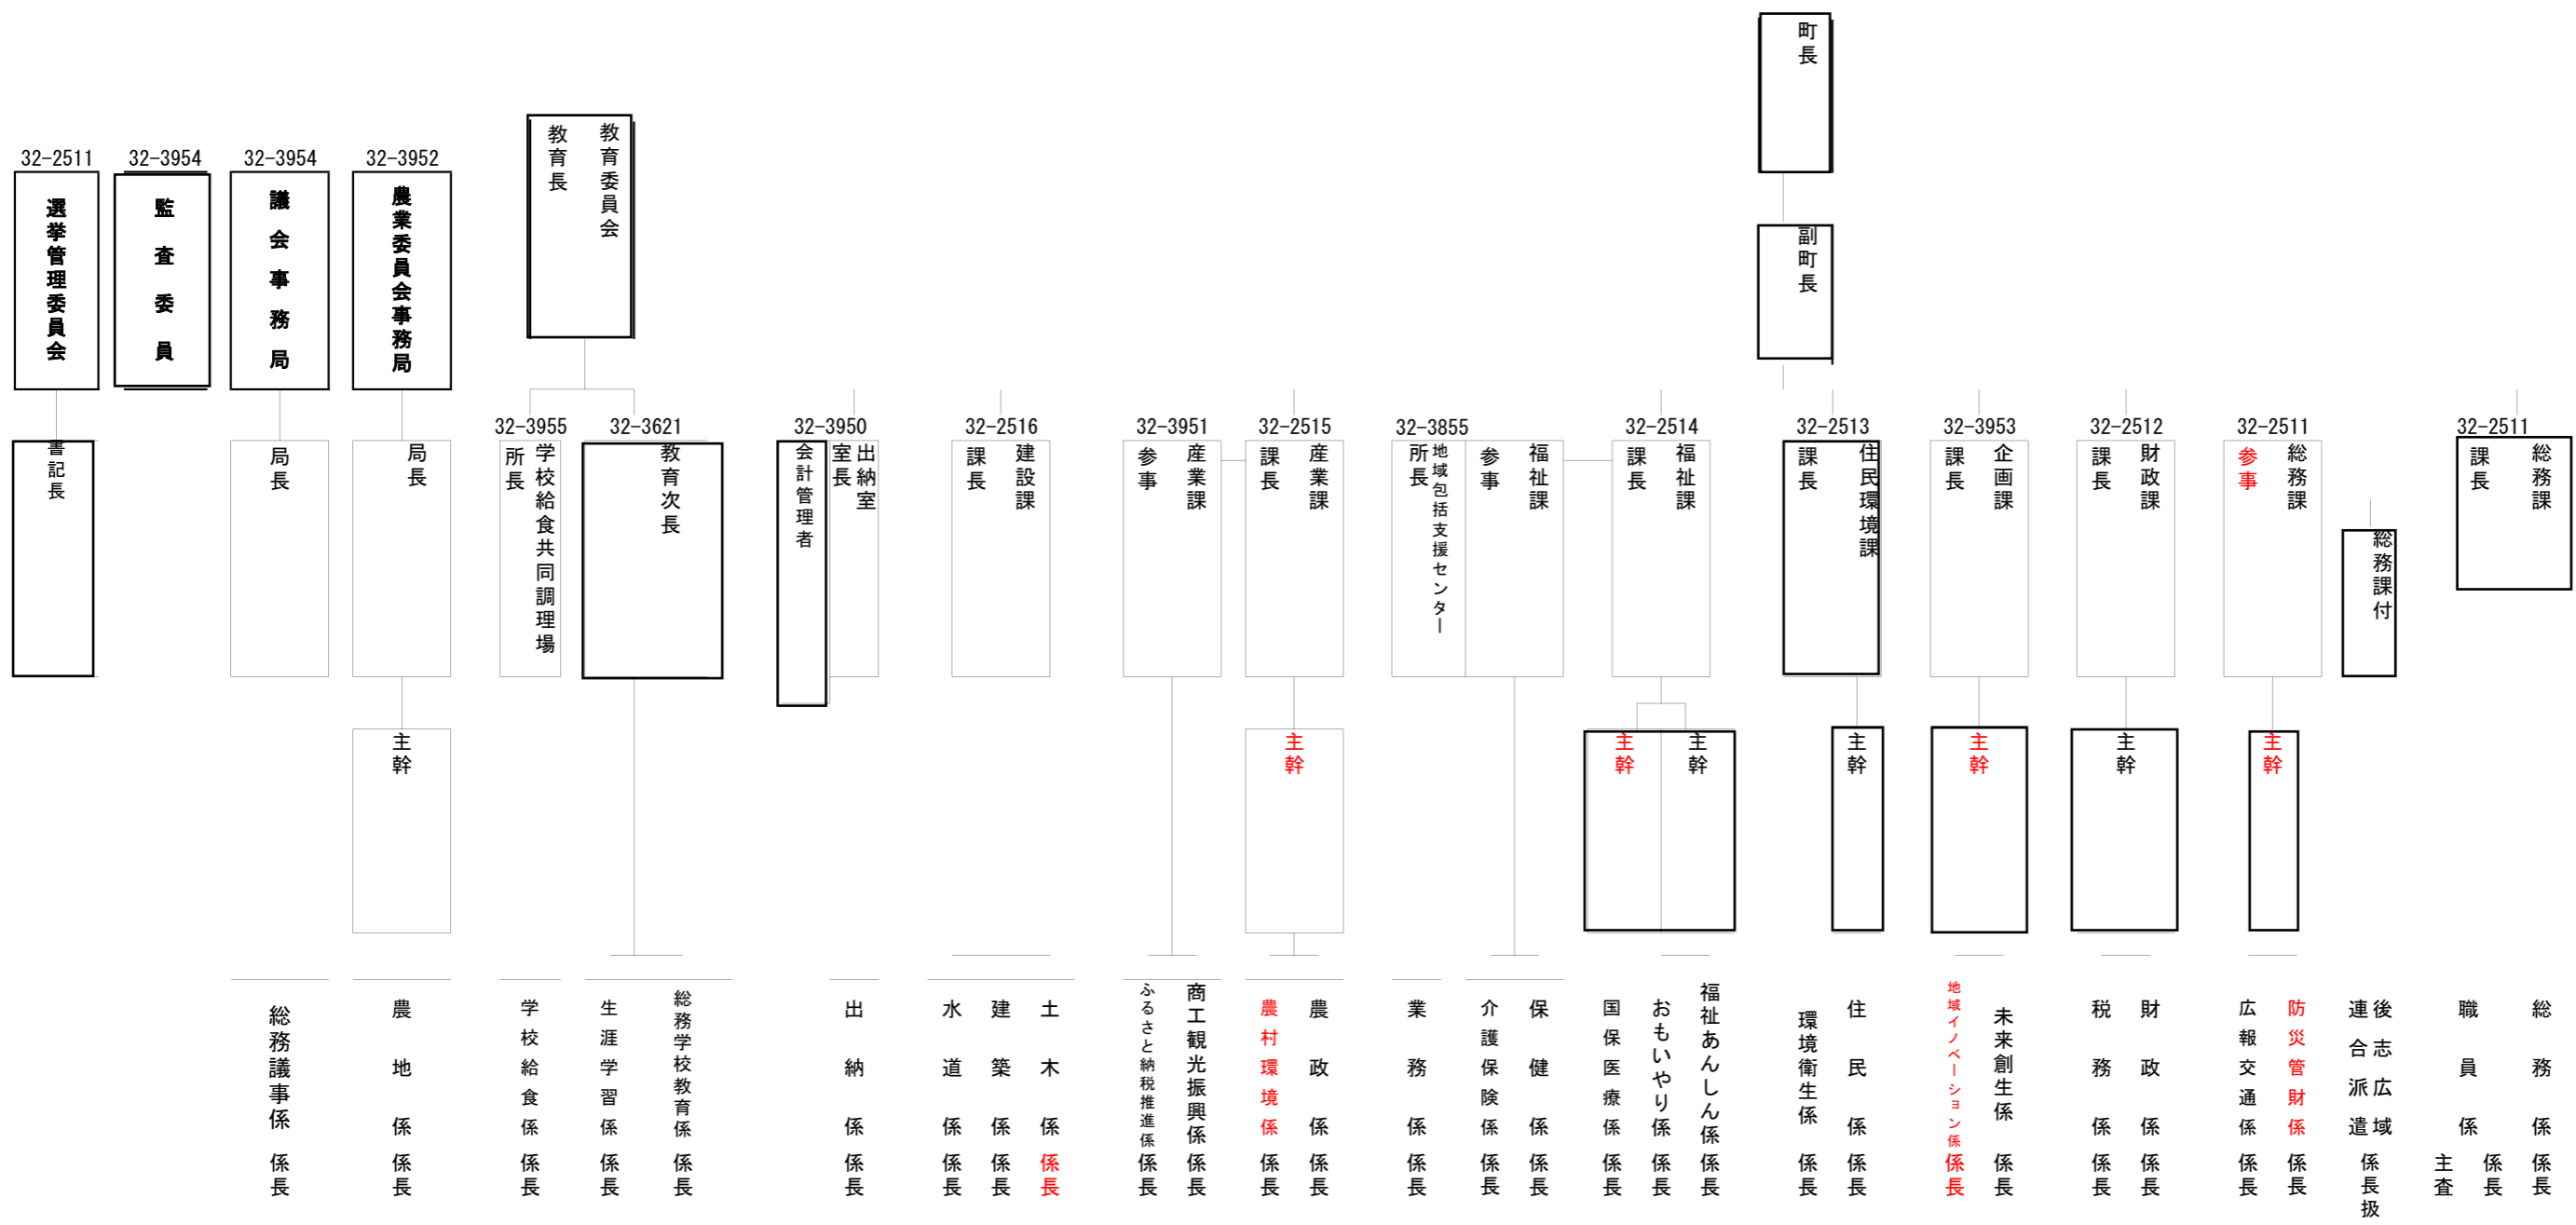 町長
副町長
教育委員会
教育長
32-2511
32-3954
32-3954
32-3952
選挙管理委員会
監査委員
議会事務局
農業委員会事務局
32-3955
32-3621
32-3950
32-2516
32-3951
32-2515
32-3855
32-2514
32-2513
32-3953
32-2512
32-2511
32-2511
総務課
課長
総務課付
総務課
参事
財政課
課長
企画課
課長
住民環境課
課長
福祉課
課長
福祉課
参事
地域包括支援センター
所長
産業課
課長
産業課
参事
建設課
課長
出納室
室長
会計管理者
教育次長
学校給食共同調理場
所長
局長
局長
書記長
主幹
主幹
主幹
主幹
主幹
主幹
主幹
主幹
総務係 係長
職員係 係長
主査
後志広域
連合派遣
係長扱
防災管財係 係長
広報交通係 係長
財政係 係長
税務係 係長
未来創生係 係長
地域イノベーション係 係長
住民係 係長
環境衛生係 係長
福祉あんしん係 係長
おもいやり係 係長
国保医療係 係長
保健係 係長
介護保険係 係長
業務係 係長
農政係 係長
農村環境係 係長
商工観光振興係 係長
ふるさと納税推進係 係長
土木係 係長
建築係 係長
水道係 係長
出納係 係長
総務学校教育係 係長
生涯学習係 係長
学校給食係 係長
農地係 係長
総務議事係 係長